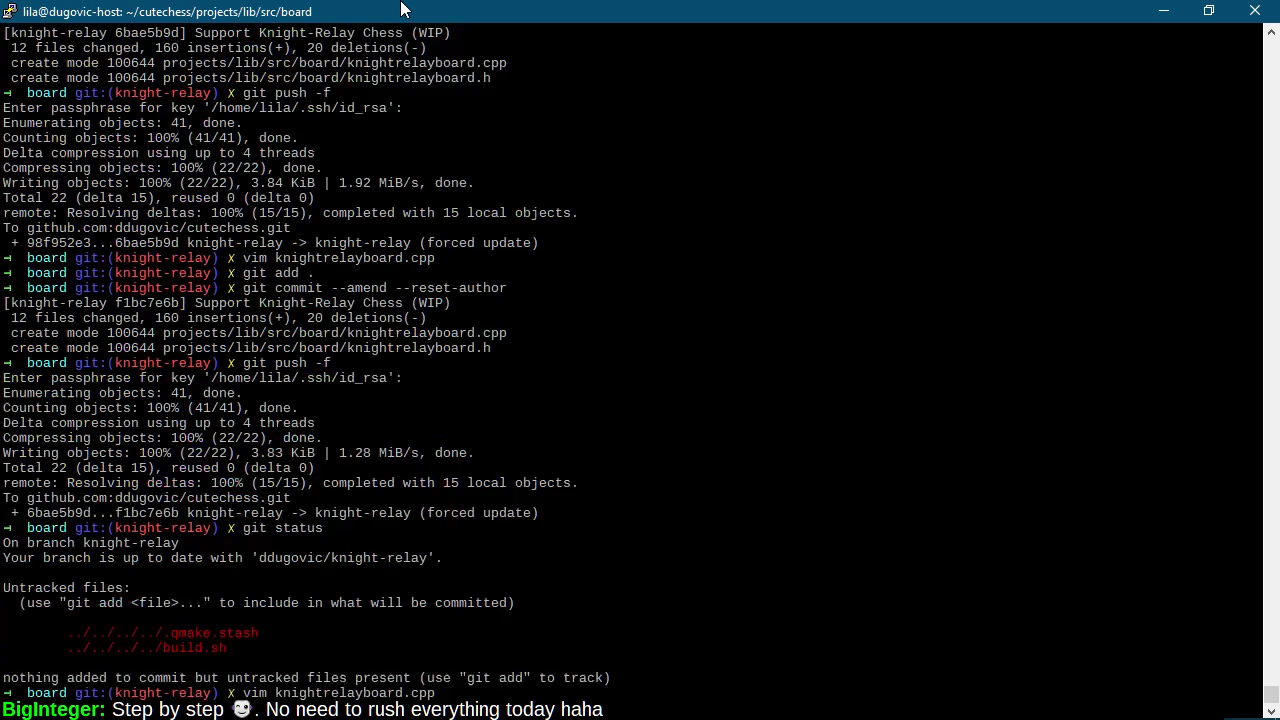 lila@dugovic-host: ~/cutechess/projects/lib/src/board
[knight-relay 6bae5b9d] Support Knight-Relay Chess (WIP)
 12 files changed, 160 insertions(+), 20 deletions(-)
 create mode 100644 projects/lib/src/board/knightrelayboard.cpp
 create mode 100644 projects/lib/src/board/knightrelayboard.h
→  board git:(knight-relay) ✗ git push -f
Enter passphrase for key '/home/lila/.ssh/id_rsa':
Enumerating objects: 41, done.
Counting objects: 100% (41/41), done.
Delta compression using up to 4 threads
Compressing objects: 100% (22/22), done.
Writing objects: 100% (22/22), 3.84 KiB | 1.92 MiB/s, done.
Total 22 (delta 15), reused 0 (delta 0)
remote: Resolving deltas: 100% (15/15), completed with 15 local objects.
To github.com:ddugovic/cutechess.git
 + 98f952e3...6bae5b9d knight-relay -> knight-relay (forced update)
→  board git:(knight-relay) ✗ vim knightrelayboard.cpp
→  board git:(knight-relay) ✗ git add .
→  board git:(knight-relay) ✗ git commit --amend --reset-author
[knight-relay f1bc7e6b] Support Knight-Relay Chess (WIP)
 12 files changed, 160 insertions(+), 20 deletions(-)
 create mode 100644 projects/lib/src/board/knightrelayboard.cpp
 create mode 100644 projects/lib/src/board/knightrelayboard.h
→  board git:(knight-relay) ✗ git push -f
Enter passphrase for key '/home/lila/.ssh/id_rsa':
Enumerating objects: 41, done.
Counting objects: 100% (41/41), done.
Delta compression using up to 4 threads
Compressing objects: 100% (22/22), done.
Writing objects: 100% (22/22), 3.83 KiB | 1.28 MiB/s, done.
Total 22 (delta 15), reused 0 (delta 0)
remote: Resolving deltas: 100% (15/15), completed with 15 local objects.
To github.com:ddugovic/cutechess.git
 + 6bae5b9d...f1bc7e6b knight-relay -> knight-relay (forced update)
→  board git:(knight-relay) ✗ git status
On branch knight-relay
Your branch is up to date with 'ddugovic/knight-relay'.
Untracked files:
  (use "git add <file>..." to include in what will be committed)
        ../../../../.qmake.stash
        ../../../../build.sh
nothing added to commit but untracked files present (use "git add" to track)
→  board git:(knight-relay) ✗ vim knightrelayboard.cpp
BigInteger: Step by step . No need to rush everything today haha